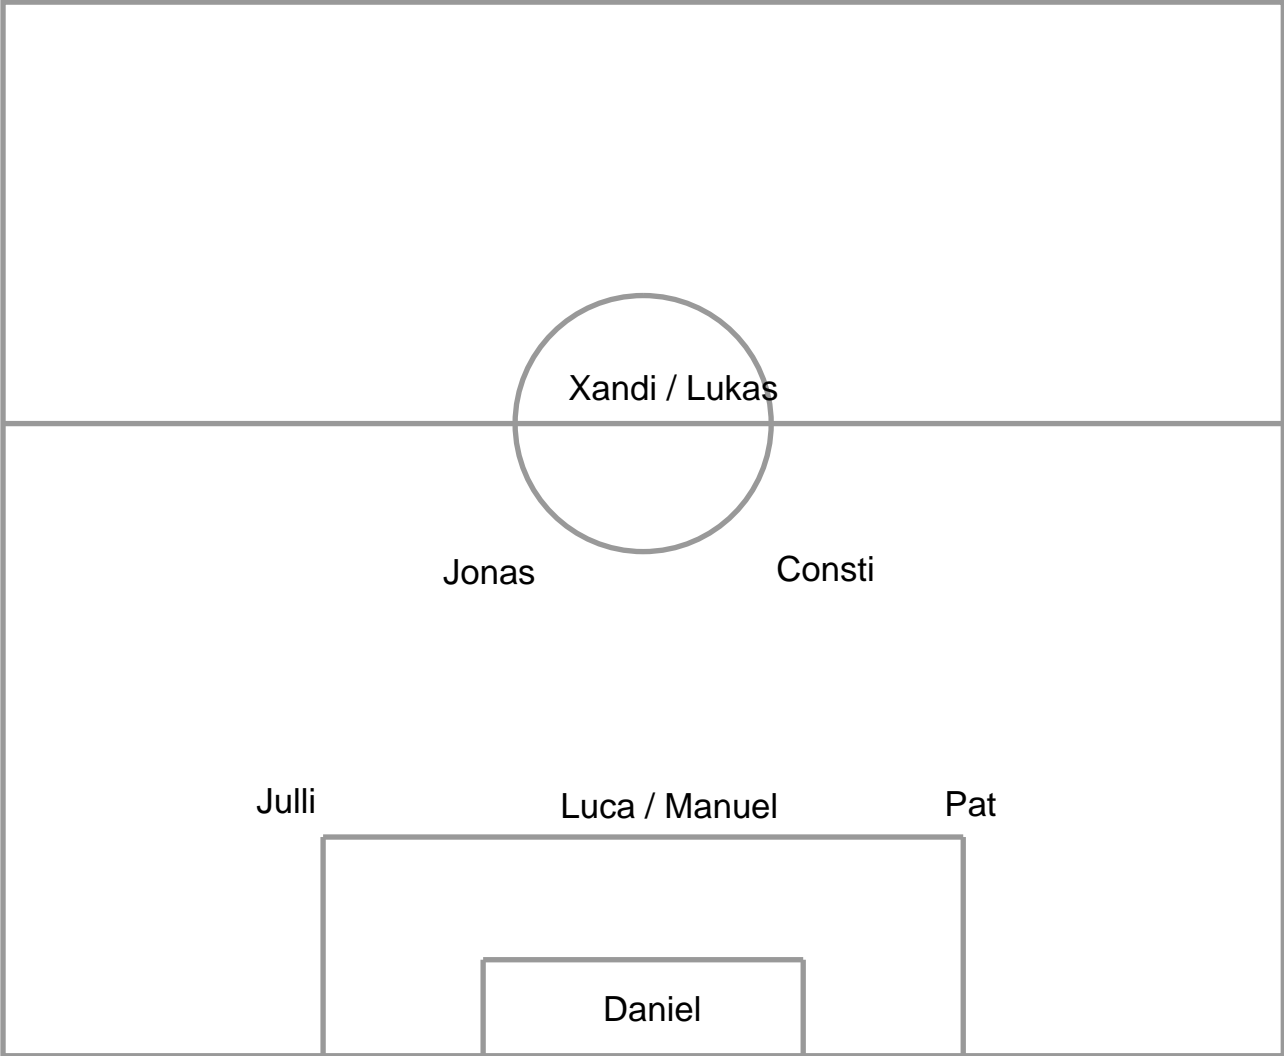 Xandi / Lukas
Jonas
Consti
Julli
Luca / Manuel
Pat
Daniel